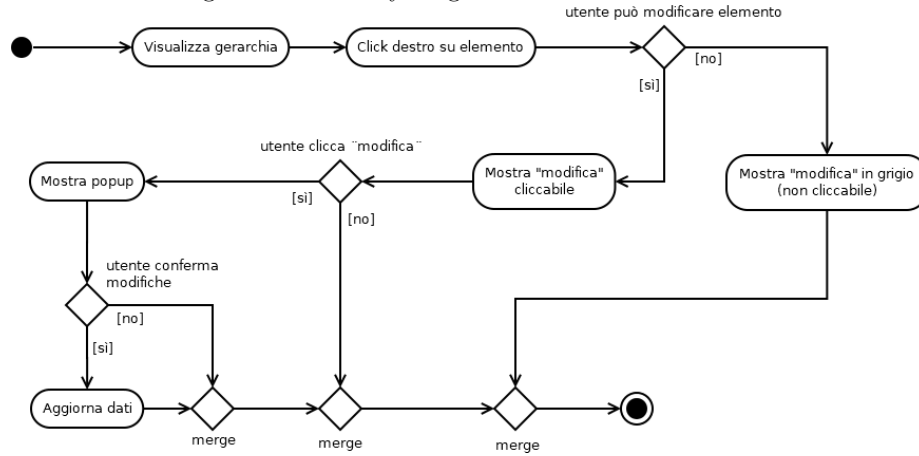 utente può modificare elemento
Visualizza gerarchia
Click destro su elemento
[no]
[sì]
utente clicca ¨modifica¨
Mostra popup
Mostra "modifica"
cliccabile
Mostra "modifica" in grigio
(non cliccabile)
[sì]
[no]
utente conferma
modifiche
[no]
[sì]
Aggiorna dati
merge
merge
merge